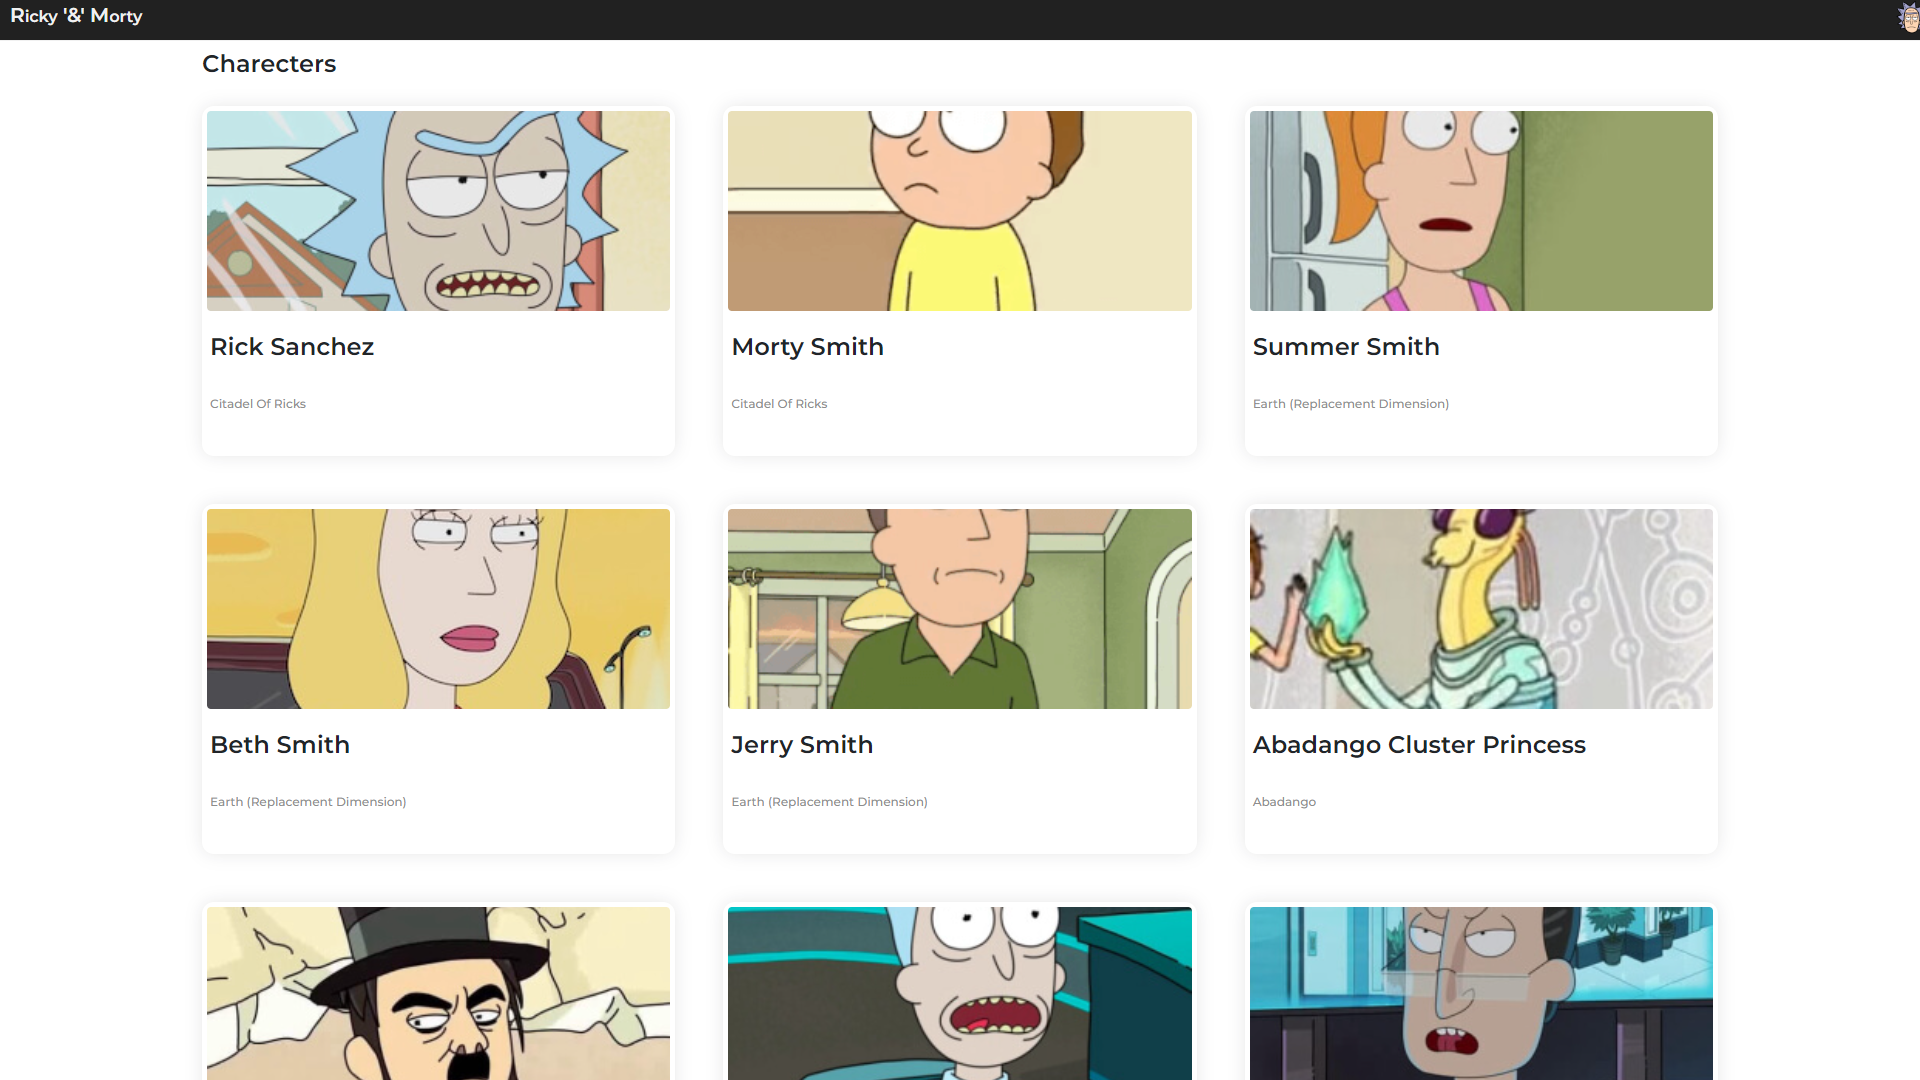 Ricky '&' Morty
Charecters
Rick Sanchez
Citadel Of Ricks
Morty Smith
Citadel Of Ricks
Summer Smith
Earth (Replacement Dimension)
Beth Smith
Earth (Replacement Dimension)
Jerry Smith
Earth (Replacement Dimension)
Abadango Cluster Princess
Abadango